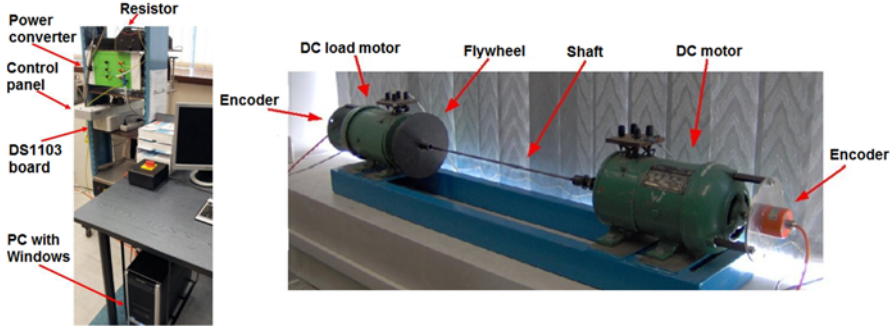 Resistor
Power
converter
Control
panel
DS1103
board
PC with
Windows
DC load motor
Flywheel
Shaft
DC motor
Encoder
Encoder